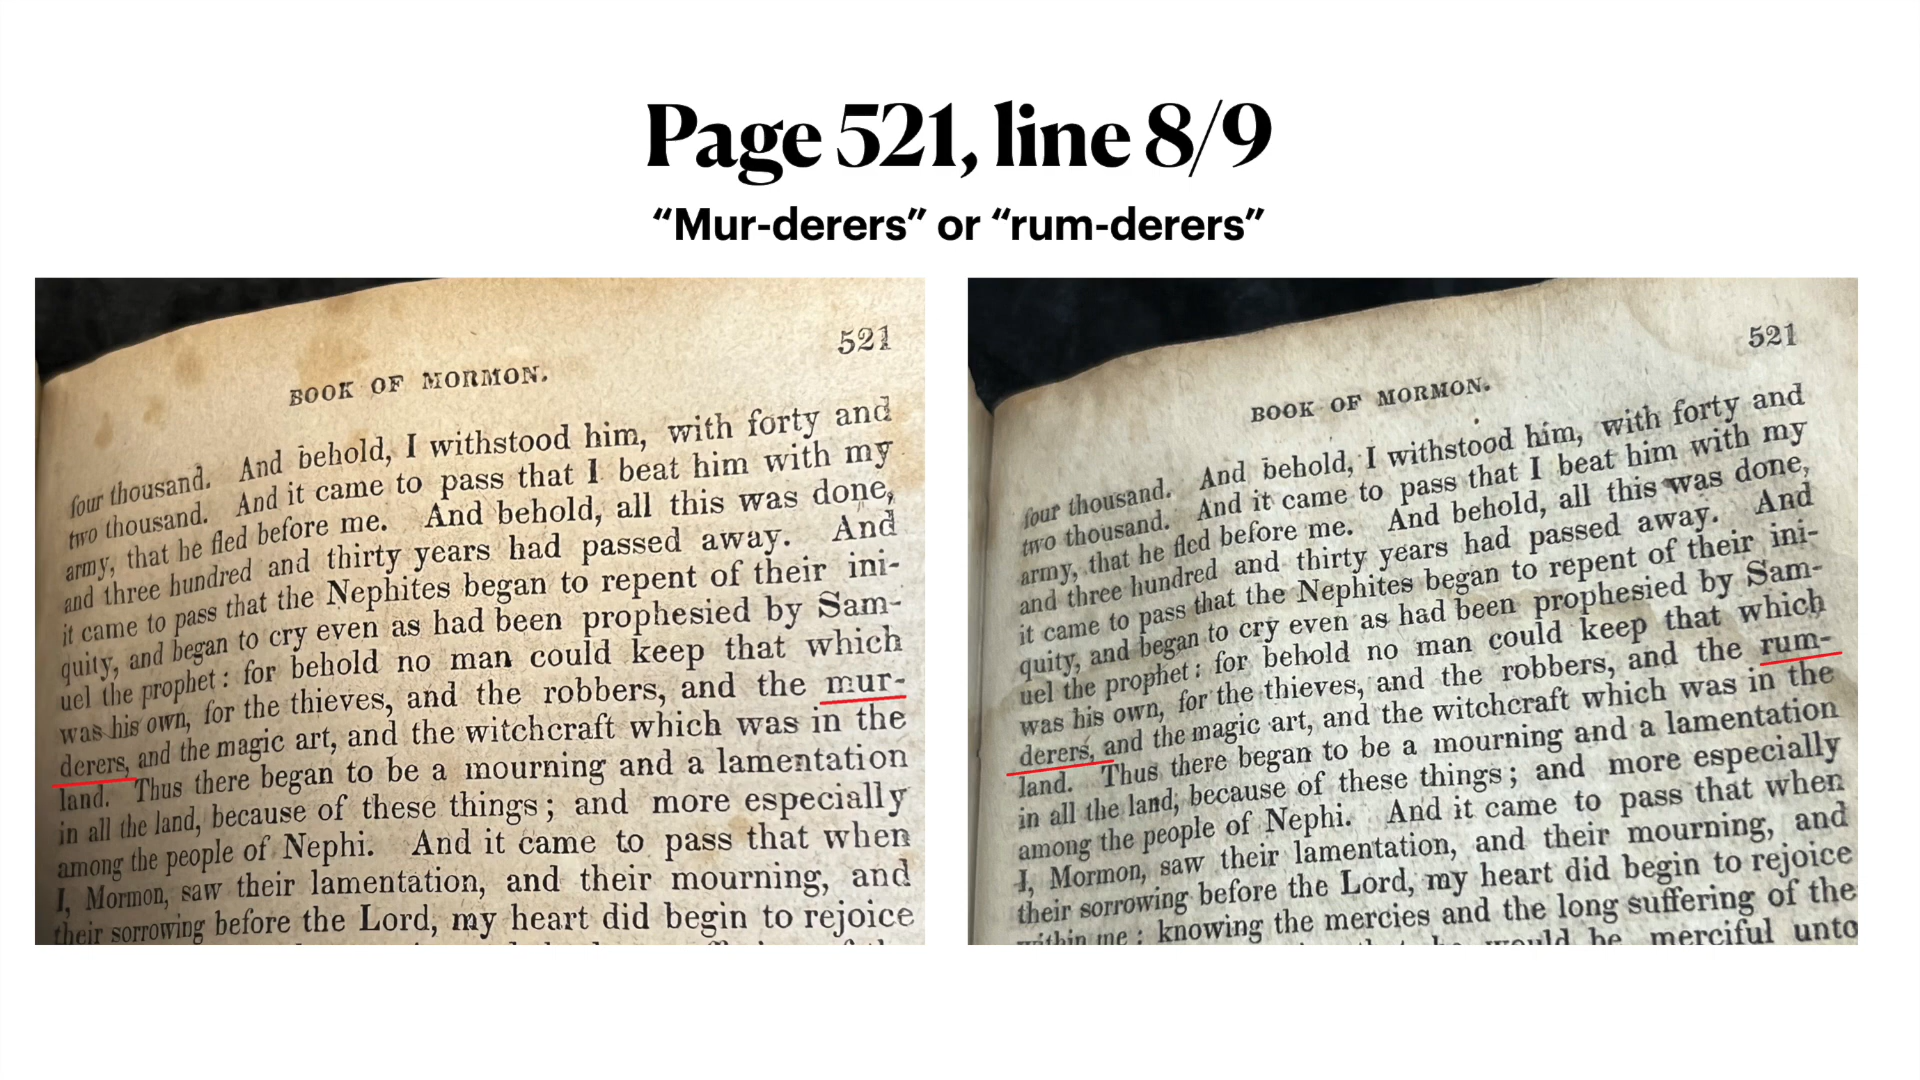 Page 521, line 8/9
“Mur-derers” or “rum-derers”
521
BOOK OF MORMON.
four thousand. And behold, I withstood him, with forty and
two thousand. And it came to pass that I beat him with my
army, that he fled before me. And behold, all this was done,
and three hundred and thirty years had passed away. And
it came to pass that the Nephites began to repent of their ini-
quity, and began to cry even as had been prophesied by Sam-
uel the prophet: for behold no man could keep that which
was his own, for the thieves, and the robbers, and the mur-
derers, and the magic art, and the witchcraft which was in the
land. Thus there began to be a mourning and a lamentation
in all the land, because of these things; and more especially
among the people of Nephi. And it came to pass that when
I, Mormon, saw their lamentation, and their mourning, and
their sorrowing before the Lord, my heart did begin to rejoice
521
BOOK OF MORMON.
four thousand. And behold, I withstood him, with forty and
two thousand. And it came to pass that I beat him with my
army, that he fled before me. And behold, all this was done,
and three hundred and thirty years had passed away. And
it came to pass that the Nephites began to repent of their ini-
quity, and began to cry even as had been prophesied by Sam-
uel the prophet: for behold no man could keep that which
was his own, for the thieves, and the robbers, and the rum-
derers, and the magic art, and the witchcraft which was in the
land. Thus there began to be a mourning and a lamentation
in all the land, because of these things; and more especially
among the people of Nephi. And it came to pass that when
I, Mormon, saw their lamentation, and their mourning, and
their sorrowing before the Lord, my heart did begin to rejoice
within me: knowing the mercies and the long suffering of the
would be merciful unto